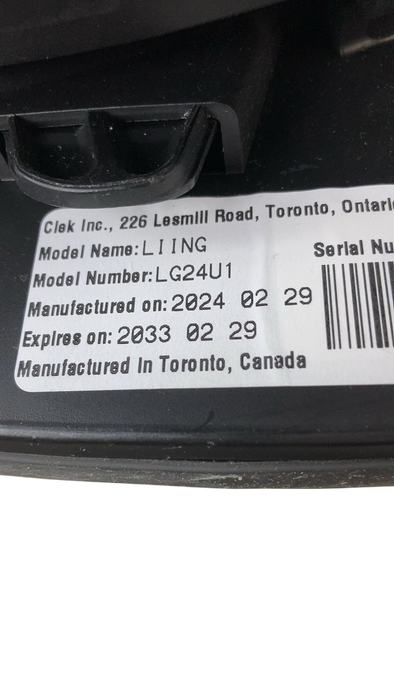 Clek Inc., 226 Lesmill Road, Toronto, Ontari
Model Name:LIING
Serial Nu
Model Number:LG24U1
Manufactured on:2024 02 29
Expires on:2033 02 29
Manufactured in Toronto, Canada